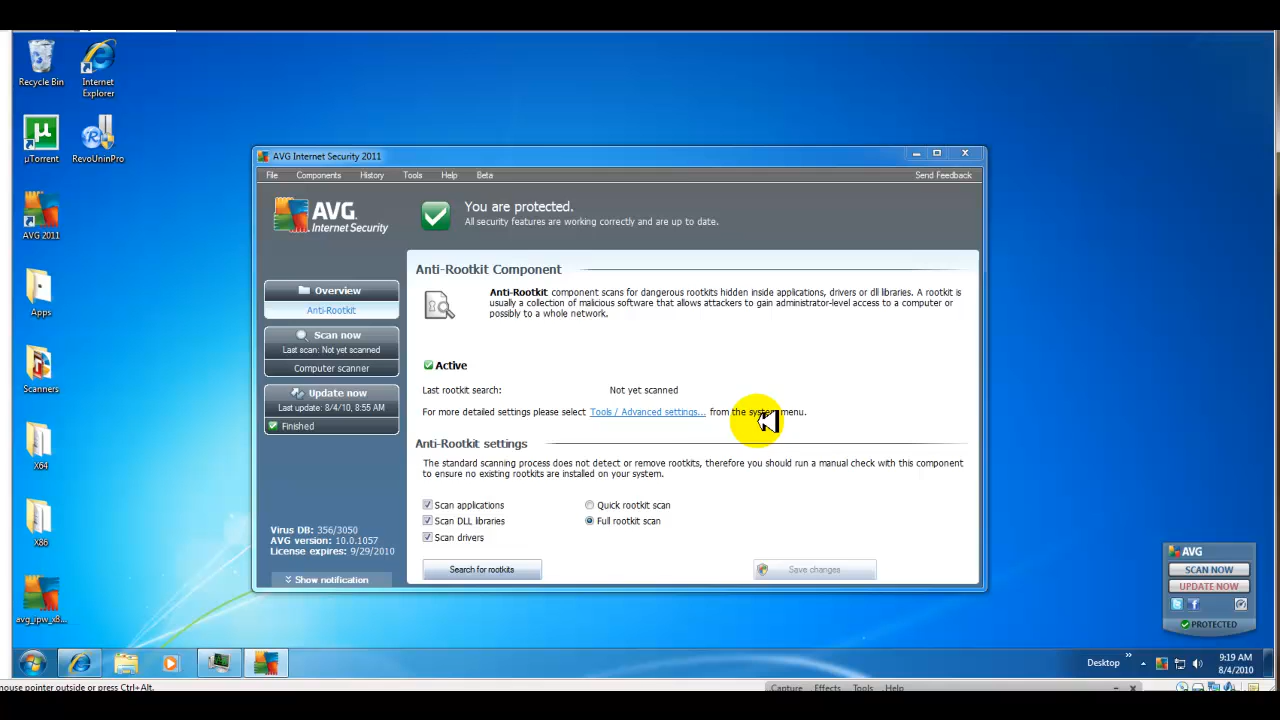 Recycle Bin
Internet
Explorer
µTorrent
RevoUninPro
AVG 2011
Apps
Scanners
X64
X86
avg_ipw_x8...
AVG Internet Security 2011
File Components History Tools Help Beta Send Feedback
AVG.
Internet Security
You are protected.
All security features are working correctly and are up to date.
Overview
Anti-Rootkit
Scan now
Last scan: Not yet scanned
Computer scanner
Update now
Last update: 8/4/10, 8:55 AM
Finished
Virus DB: 356/3050
AVG version: 10.0.1057
License expires: 9/29/2010
Show notification
Anti-Rootkit Component
Anti-Rootkit component scans for dangerous rootkits hidden inside applications, drivers or dll libraries. A rootkit is
usually a collection of malicious software that allows attackers to gain administrator-level access to a computer or
possibly to a whole network.
Active
Last rootkit search: Not yet scanned
For more detailed settings please select Tools / Advanced settings... from the system menu.
Anti-Rootkit settings
The standard scanning process does not detect or remove rootkits, therefore you should run a manual check with this component
to ensure no existing rootkits are installed on your system.
Scan applications Quick rootkit scan
Scan DLL libraries Full rootkit scan
Scan drivers
Search for rootkits Save changes
AVG
SCAN NOW
UPDATE NOW
PROTECTED
Desktop
9:19 AM
8/4/2010
mouse pointer outside or press Ctrl+Alt.
Capture Effects Tools Help